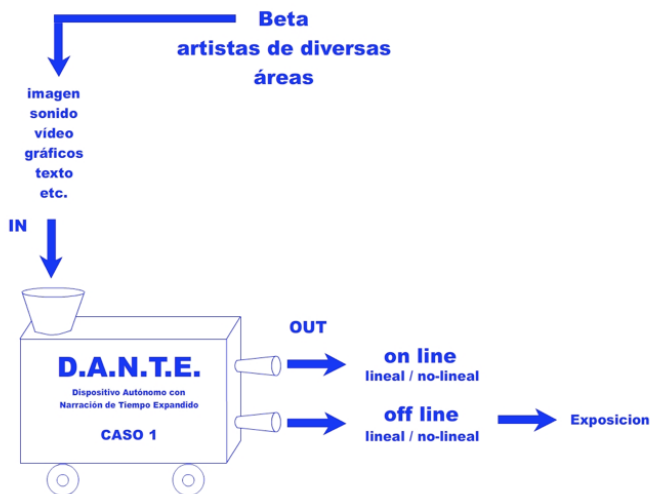 Beta
artistas de diversas
áreas
imagen
sonido
vídeo
gráficos
texto
etc.
IN
D.A.N.T.E.
Dispositivo Autónomo con
Narración de Tiempo Expandido
CASO 1
OUT
on line
lineal / no-lineal
off line
lineal / no-lineal
Exposicion